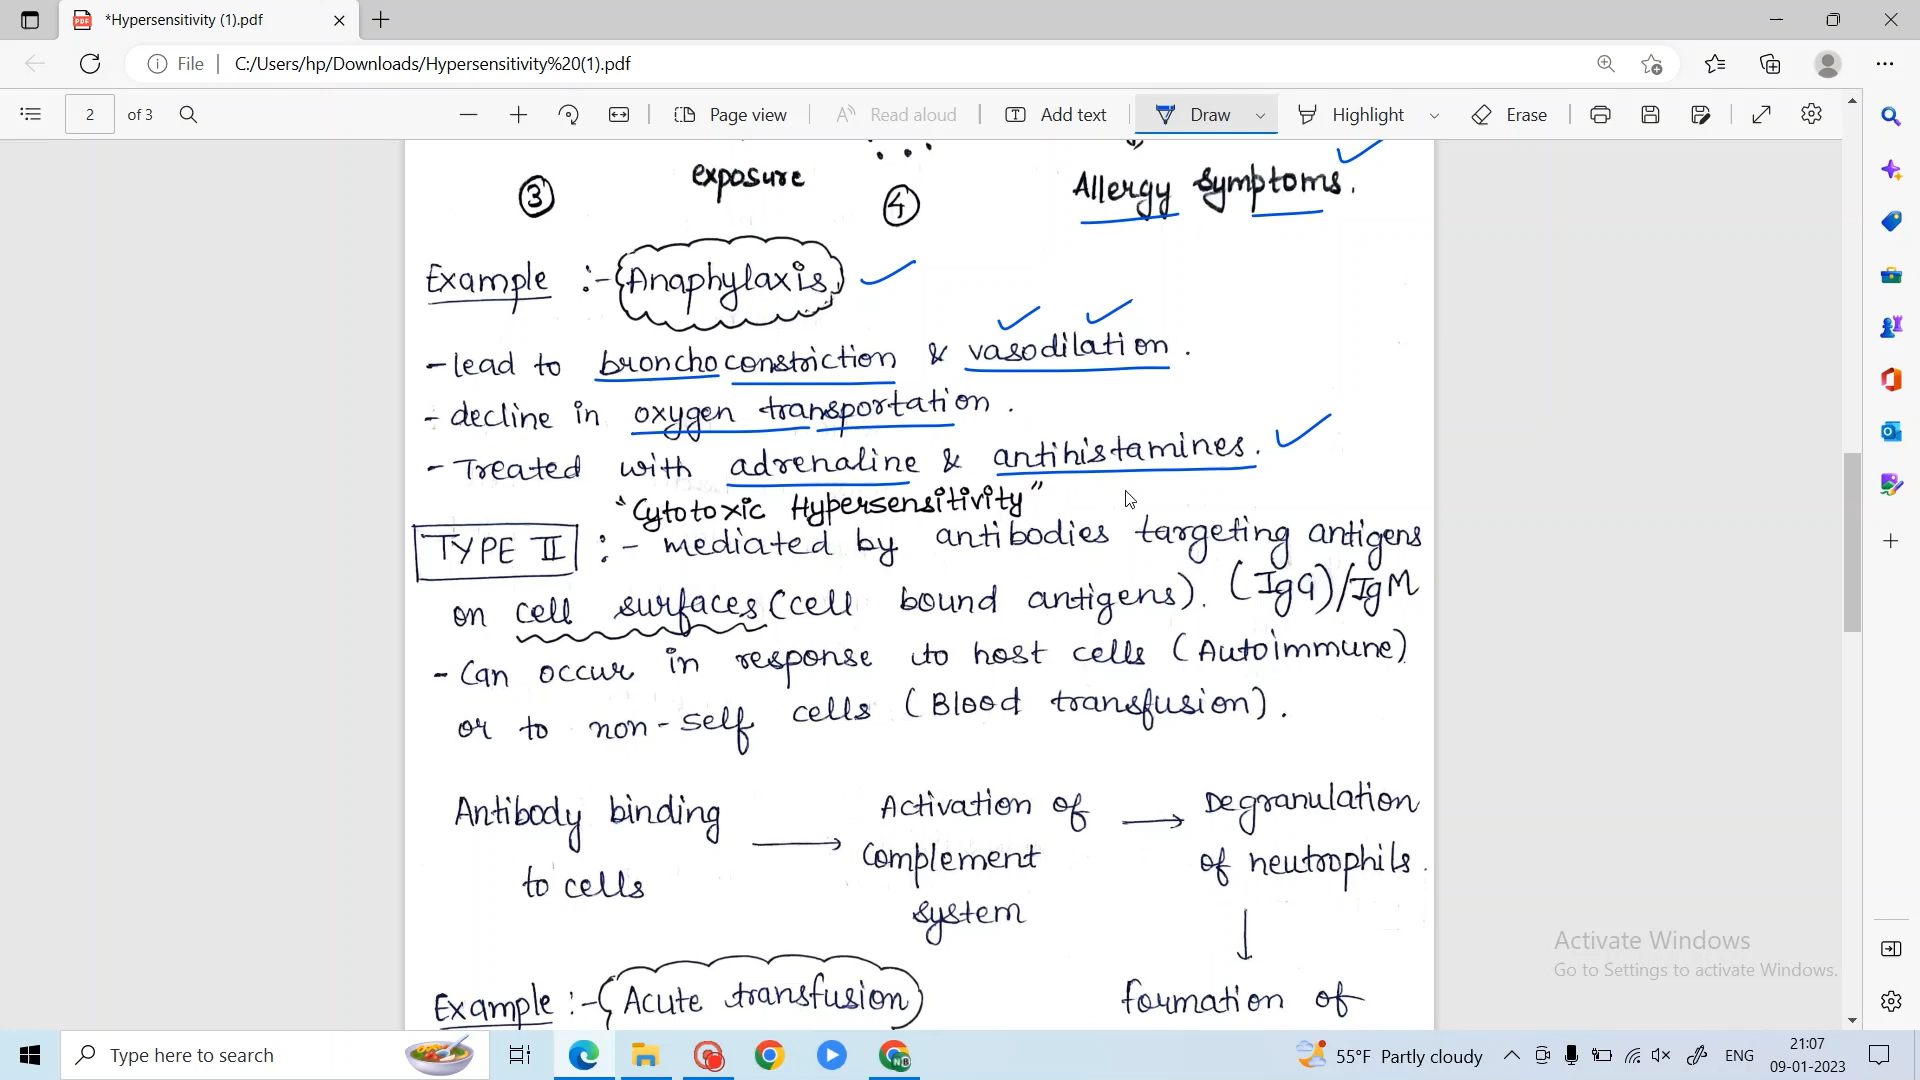 *Hypersensitivity (1).pdf
File
C:/Users/hp/Downloads/Hypersensitivity%20(1).pdf
2 of 3
Page view
Read aloud
Add text
Draw
Highlight
Erase
exposure
③
④
Allergy symptoms.
Example :- Anaphylaxis
- lead to bronchoconstriction & vasodilation.
- decline in oxygen transportation.
- Treated with adrenaline & antihistamines.
"Cytotoxic Hypersensitivity"
TYPE II :- mediated by antibodies targeting antigens
on cell surfaces (cell bound antigens). (IgG)/IgM
- Can occur in response to host cells (Autoimmune)
or to non-self cells (Blood transfusion).
Antibody binding
to cells
Activation of
complement
system
Degranulation
of neutrophils.
Example :- Acute transfusion
formation of
Activate Windows
Go to Settings to activate Windows.
Type here to search
55°F Partly cloudy
ENG
21:07
09-01-2023